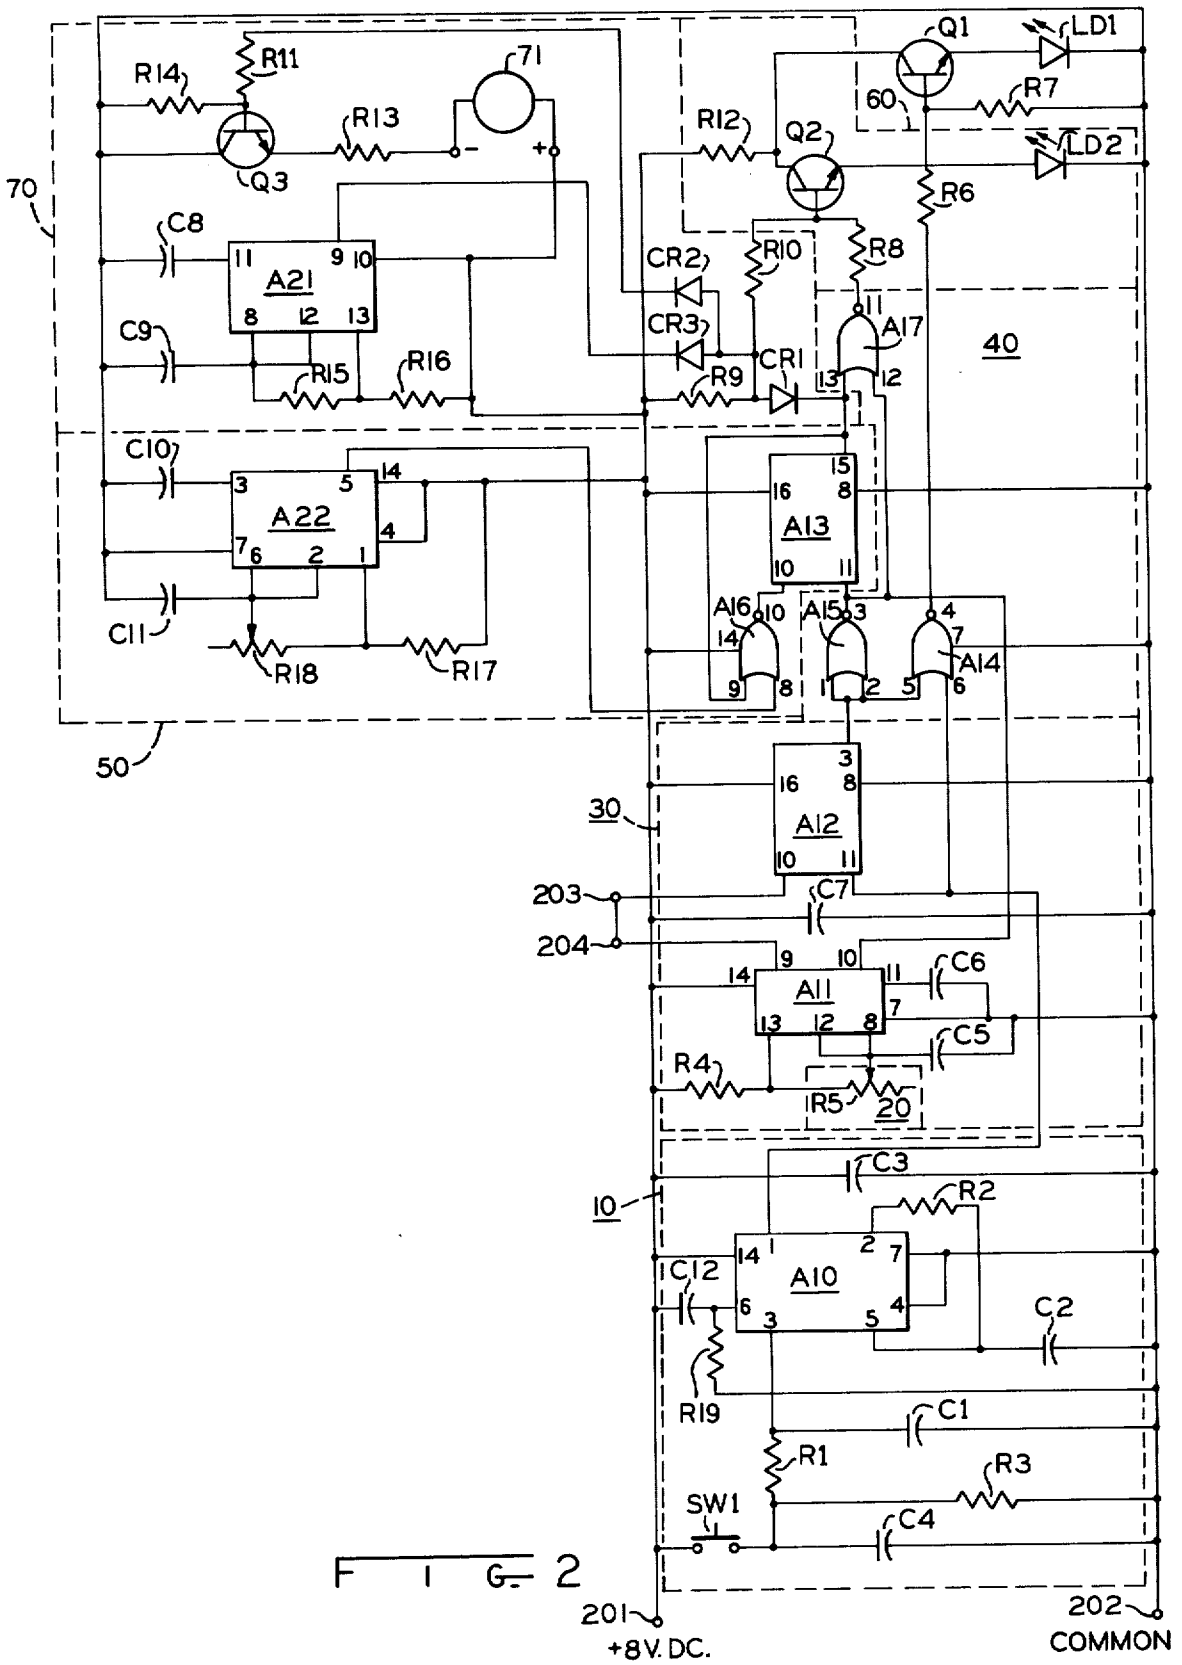 Q1 LD1
R11
R14 71 R7
R13 R12 60 Q2 LD2
- +
Q3
70 R6
C8
11 9 10 R10 R8
A21 CR2
8 12 13 11
C9 CR3 A17 40
R15 R16 R9 CR1 13 12
C10
3 5 14 15
16 8
A22 A13
4
7 6 2 1 10 11
C11 A16 10 A15 3 4
14 7
R18 R17 A14
9 8 1 2 5 6
50
3
16 8
30 A12
10 11
203 C7
204
9 10 C6
14 11
A11 7
13 12 8 C5
R4
R5 20
C3
10 R2
1 2
14 7
C12 A10
6 4
3 5 C2
R19 C1
R1
R3
SW1
C4
FIG-2
201 202
+8V.DC. COMMON